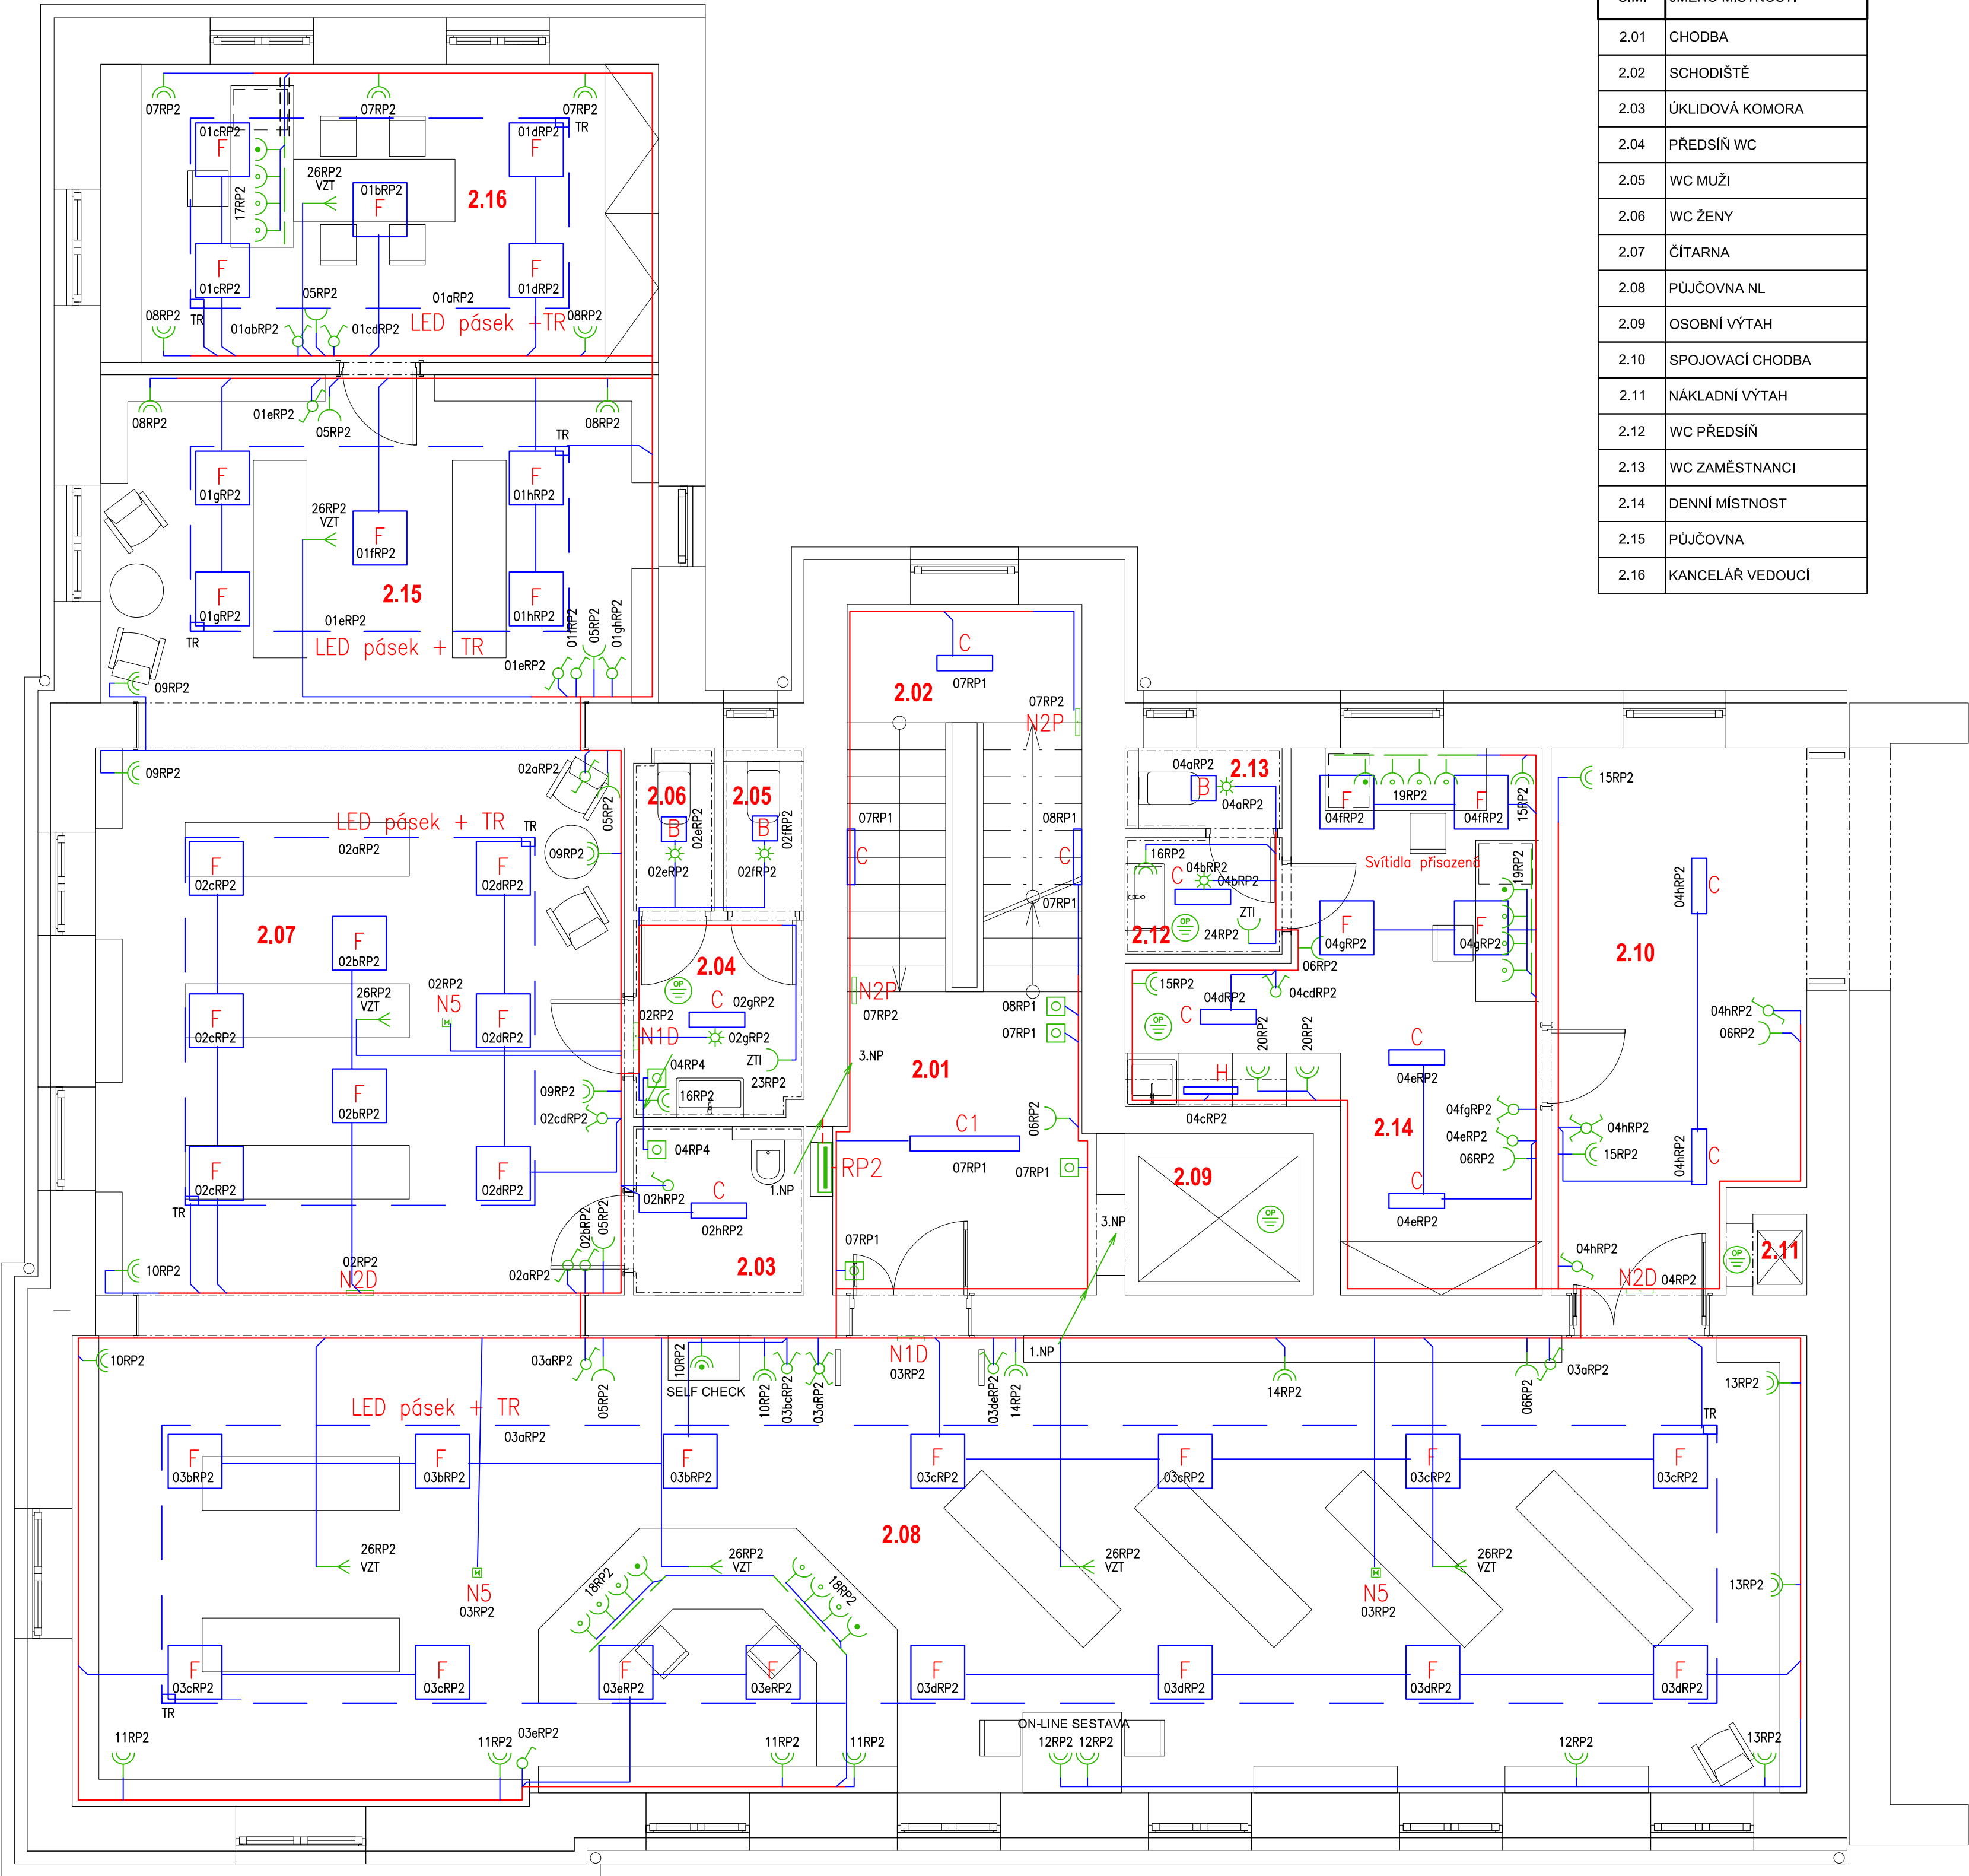 2.01 CHODBA
2.02 SCHODIŠTĚ
2.03 ÚKLIDOVÁ KOMORA
2.04 PŘEDSÍŇ WC
2.05 WC MUŽI
2.06 WC ŽENY
2.07 ČÍTARNA
2.08 PŮJČOVNA NL
2.09 OSOBNÍ VÝTAH
2.10 SPOJOVACÍ CHODBA
2.11 NÁKLADNÍ VÝTAH
2.12 WC PŘEDSÍŇ
2.13 WC ZAMĚSTNANCI
2.14 DENNÍ MÍSTNOST
2.15 PŮJČOVNA
2.16 KANCELÁŘ VEDOUCÍ
07RP2 07RP2 07RP2
TR
01cRP2 F
01dRP2 F
17RP2
26RP2
VZT
01bRP2
F
2.16
F
01cRP2
F
01dRP2
05RP2
01aRP2
08RP2
TR
01abRP2
01cdRP2
LED pásek +TR
08RP2
08RP2
01eRP2
05RP2
08RP2
TR
F
01gRP2
F
01hRP2
26RP2
VZT
F
01fRP2
2.15
F
01gRP2
F
01hRP2
01eRP2
TR
LED pásek + TR
01fRP2
05RP2
01ghRP2
01eRP2
09RP2
C
07RP1
2.02
07RP2
N2P
09RP2
02aRP2
05RP2
LED pásek + TR
02aRP2
TR
09RP2
F
02cRP2
F
02dRP2
2.07
F
02bRP2
26RP2
VZT
02RP2
N5
F
02cRP2
F
02dRP2
F
02bRP2
09RP2
02cdRP2
F
02cRP2
F
02dRP2
TR
02RP2
N2D
10RP2
02aRP2
02bRP2
05RP2
2.06
B
02eRP2
02eRP2
2.05
B
02fRP2
02fRP2
2.04
OP
C
02gRP2
02RP2
N1D
02gRP2
ZTI
23RP2
04RP4
16RP2
04RP4
02hRP2
C
02hRP2
1.NP
2.03
07RP1
C
08RP1
C
07RP1
N2P
07RP2
3.NP
08RP1
07RP1
2.01
06RP2
C1
07RP1
07RP1
RP2
07RP1
04aRP2
2.13
B
04aRP2
16RP2
04bRP2
C
04bRP2
ZTI
2.12
OP
24RP2
06RP2
15RP2
04dRP2
04cdRP2
C
OP
20RP2
20RP2
H
04cRP2
19RP2
15RP2
F
04fRP2
F
04fRP2
Svítidla přisazené
19RP2
F
04gRP2
F
04gRP2
C
04eRP2
04fgRP2
2.14
04eRP2
06RP2
C
04eRP2
2.09
OP
3.NP
15RP2
04hRP2
C
2.10
04hRP2
06RP2
04hRP2
15RP2
04hRP2
C
04hRP2
N2D
04RP2
OP
2.11
10RP2
03aRP2
05RP2
10RP2
SELF CHECK
10RP2
03bcRP2
03aRP2
N1D
03RP2
03deRP2
14RP2
1.NP
14RP2
06RP2
03aRP2
13RP2
LED pásek + TR
03aRP2
TR
F
03bRP2
F
03bRP2
F
03bRP2
F
03cRP2
F
03cRP2
F
03cRP2
F
03cRP2
2.08
26RP2
VZT
N5
03RP2
18RP2
26RP2
VZT
18RP2
26RP2
VZT
N5
03RP2
26RP2
VZT
13RP2
F
03cRP2
F
03cRP2
F
03eRP2
F
03eRP2
F
03dRP2
F
03dRP2
F
03dRP2
F
03dRP2
TR
11RP2
11RP2
03eRP2
11RP2
11RP2
ON-LINE SESTAVA
12RP2 12RP2
12RP2
13RP2